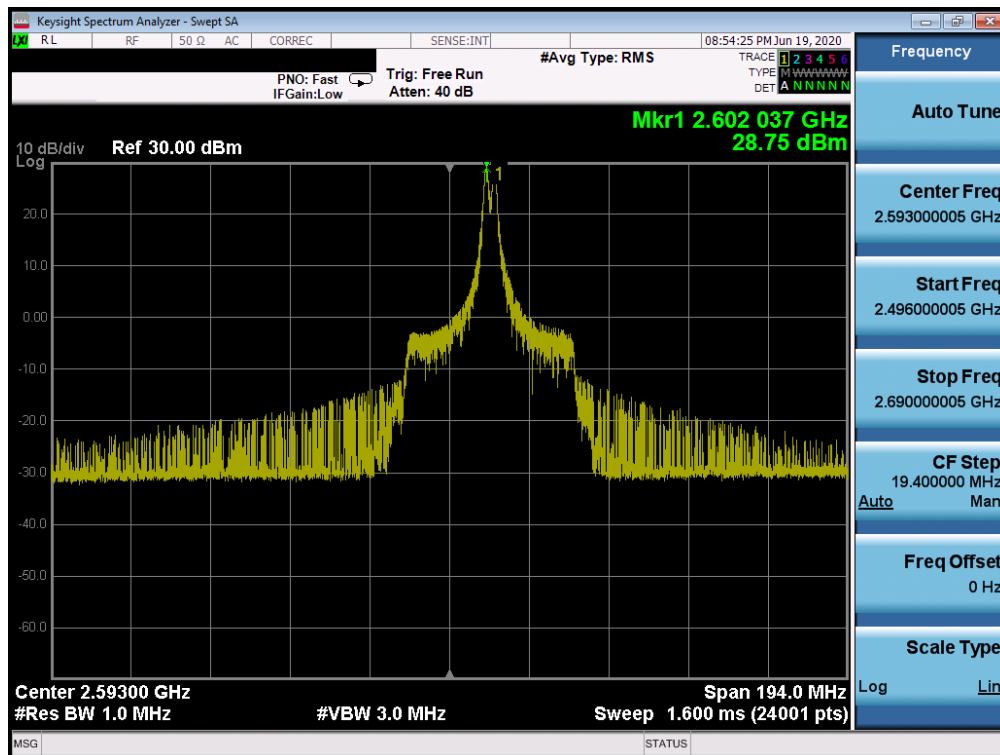 Keysight Spectrum Analyzer - Swept SA
LXI RL RF 50 Ω AC CORREC SENSE:INT 08:54:25 PM Jun 19, 2020
PNO: Fast
IFGain:Low
Trig: Free Run
Atten: 40 dB
#Avg Type: RMS
TRACE 1 2 3 4 5 6
TYPE M WWWWW
DET A N N N N N
Mkr1 2.602 037 GHz
28.75 dBm
10 dB/div
Log
Ref 30.00 dBm
1
20.0
10.0
0.00
-10.0
-20.0
-30.0
-40.0
-50.0
-60.0
Center 2.59300 GHz
Span 194.0 MHz
#Res BW 1.0 MHz
#VBW 3.0 MHz
Sweep 1.600 ms (24001 pts)
MSG
STATUS
Frequency
Auto Tune
Center Freq
2.593000005 GHz
Start Freq
2.496000005 GHz
Stop Freq
2.690000005 GHz
CF Step
19.400000 MHz
Auto Man
Freq Offset
0 Hz
Scale Type
Log Lin